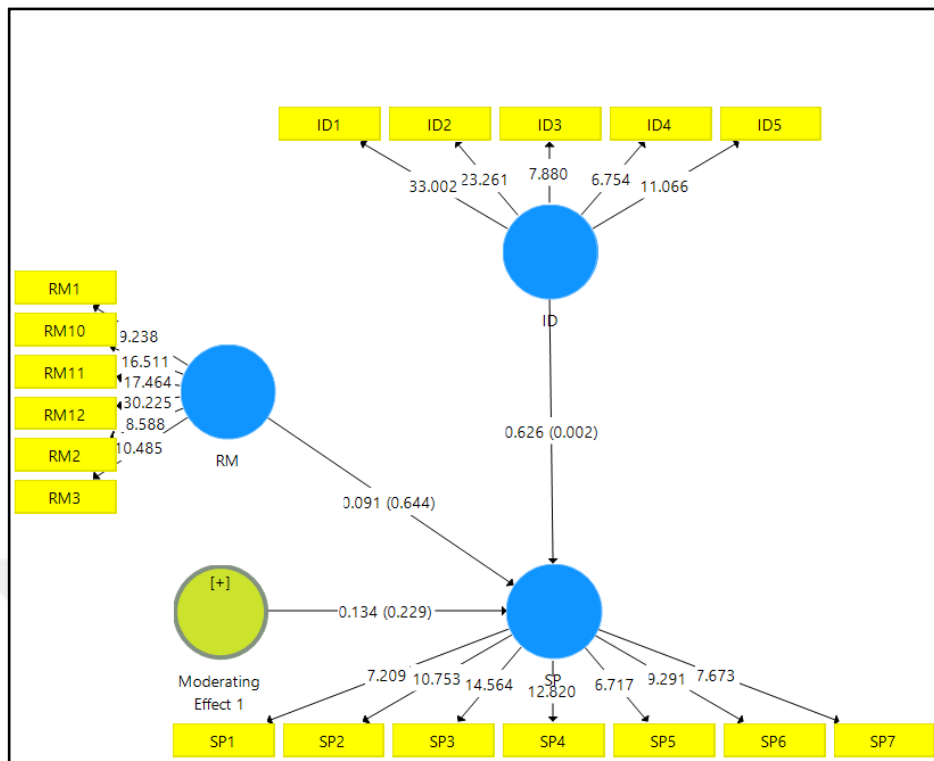 ID1 ID2 ID3 ID4 ID5
33.002 23.261 7.880 6.754 11.066
ID
RM1
RM10
RM11
RM12
RM2
RM3
9.238
16.511
17.464
30.225
8.588
10.485
RM
0.626 (0.002)
0.091 (0.644)
[+]
0.134 (0.229)
Moderating
Effect 1
SP
7.209 10.753 14.564 12.820 6.717 9.291 7.673
SP1 SP2 SP3 SP4 SP5 SP6 SP7